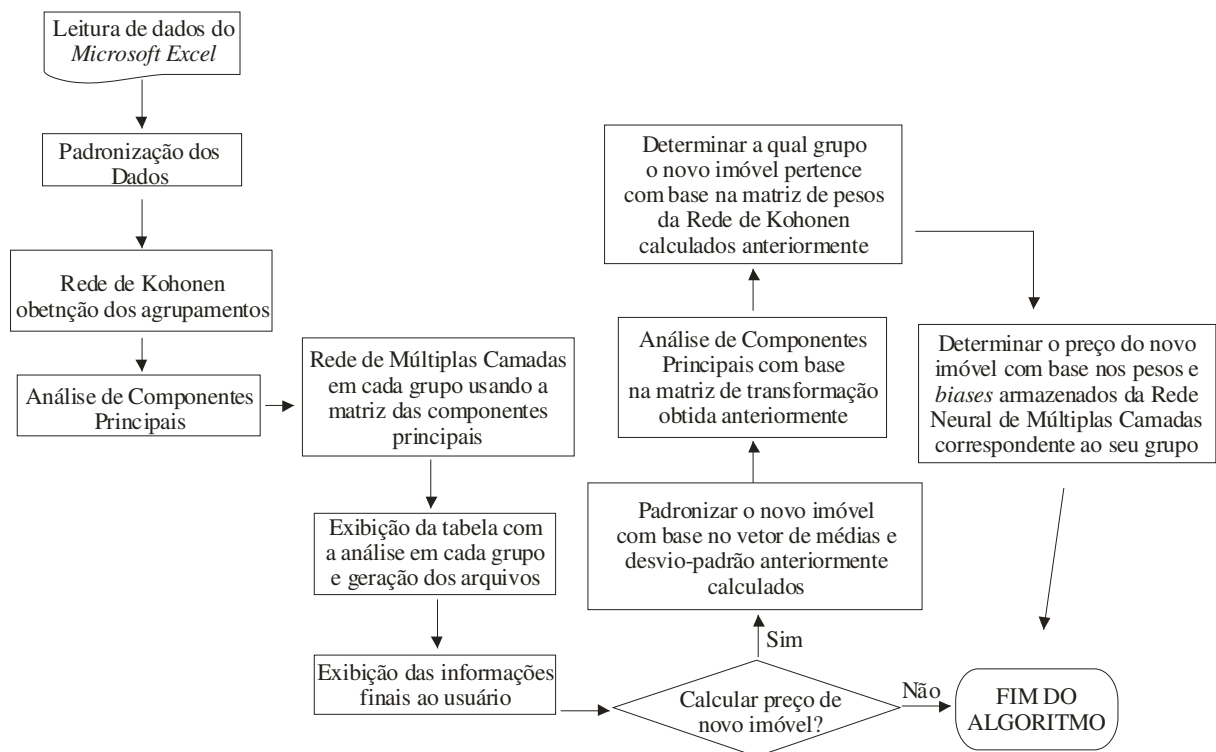 Leitura de dados do
Microsoft Excel
Padronização dos
Dados
Rede de Kohonen
obetnção dos agrupamentos
Análise de Componentes
Principais
Rede de Múltiplas Camadas
em cada grupo usando a
matriz das componentes
principais
Exibição da tabela com
a análise em cada grupo
e geração dos arquivos
Exibição das informações
finais ao usuário
Calcular preço de
novo imóvel?
Sim
Não
Padronizar o novo imóvel
com base no vetor de médias e
desvio-padrão anteriormente
calculados
Análise de Componentes
Principais com base
na matriz de transformação
obtida anteriormente
Determinar a qual grupo
o novo imóvel pertence
com base na matriz de pesos
da Rede de Kohonen
calculados anteriormente
Determinar o preço do novo
imóvel com base nos pesos e
biases armazenados da Rede
Neural de Múltiplas Camadas
correspondente ao seu grupo
FIM DO
ALGORITMO